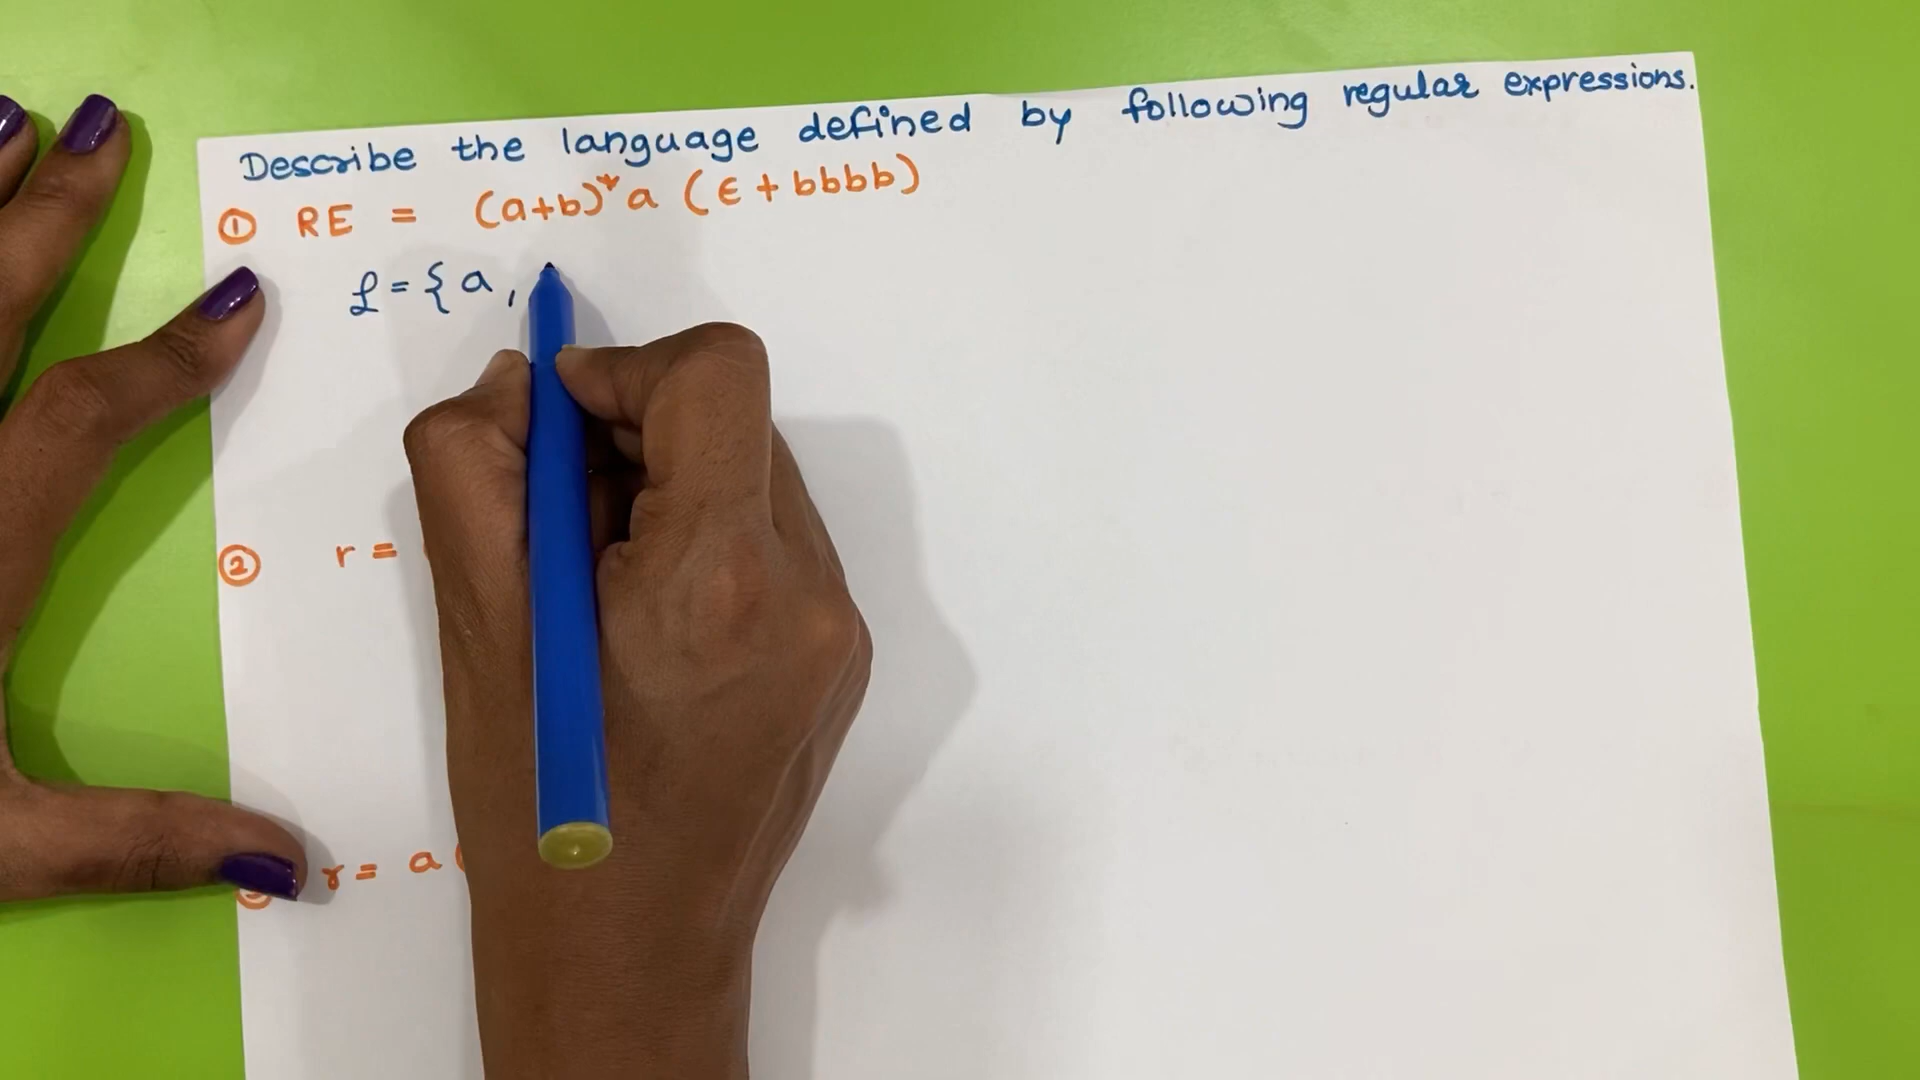 Describe the language defined by following regular expressions.
① RE = (a+b)* a (ε + bbbb)
L = { a ,
② r =
r = a (